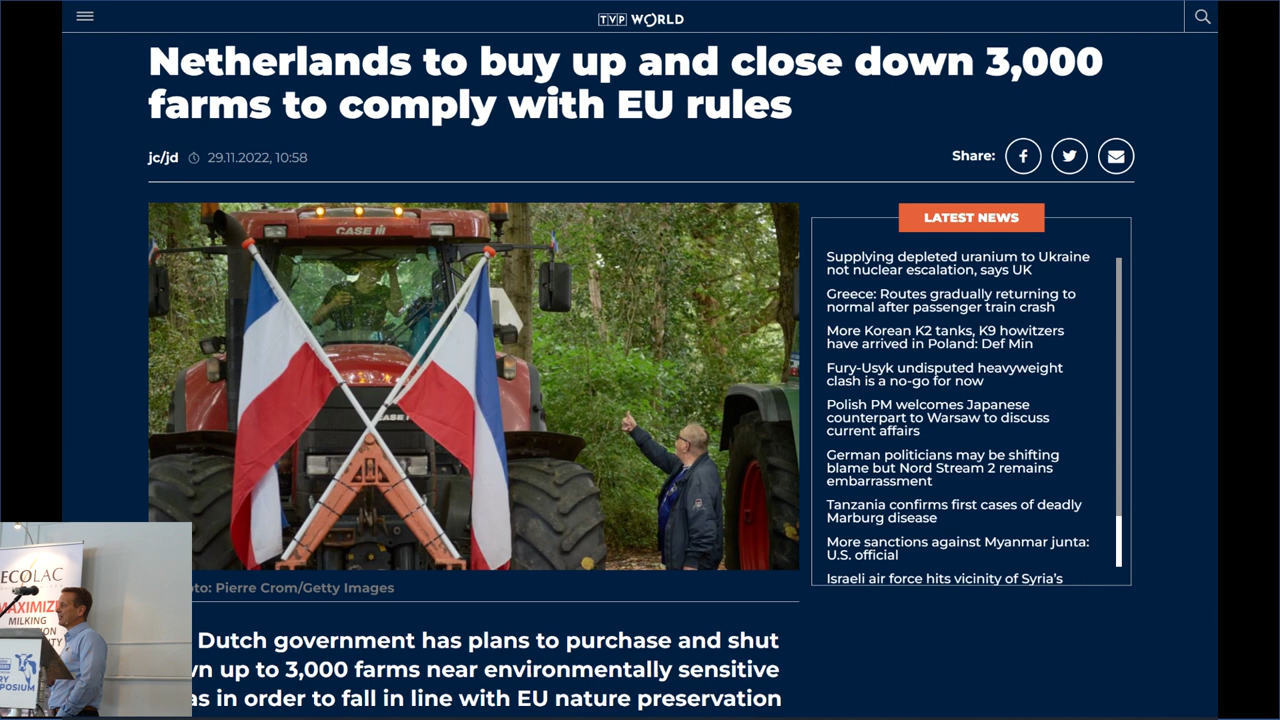 TVP WORLD
Netherlands to buy up and close down 3,000
farms to comply with EU rules
jc/jd 29.11.2022, 10:58
Share:
CASE III
CASE
LATEST NEWS
Supplying depleted uranium to Ukraine
not nuclear escalation, says UK
Greece: Routes gradually returning to
normal after passenger train crash
More Korean K2 tanks, K9 howitzers
have arrived in Poland: Def Min
Fury-Usyk undisputed heavyweight
clash is a no-go for now
Polish PM welcomes Japanese
counterpart to Warsaw to discuss
current affairs
German politicians may be shifting
blame but Nord Stream 2 remains
embarrassment
Tanzania confirms first cases of deadly
Marburg disease
More sanctions against Myanmar junta:
U.S. official
Israeli air force hits vicinity of Syria's
oto: Pierre Crom/Getty Images
Dutch government has plans to purchase and shut
wn up to 3,000 farms near environmentally sensitive
as in order to fall in line with EU nature preservation
ECOLAC
MAXIMIZE
MILKING
ION
ITY
RY
POSIUM